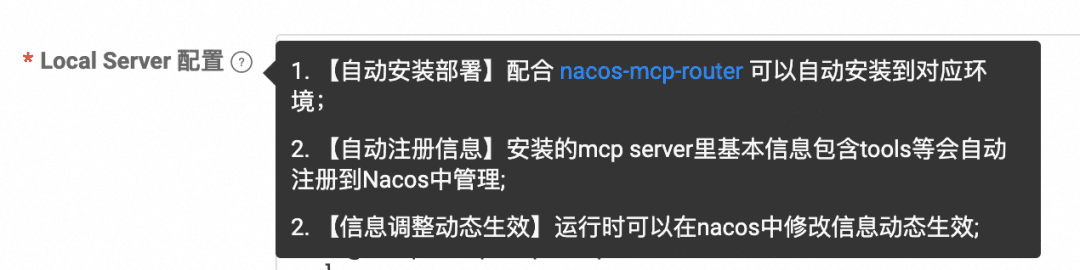 * Local Server 配置 ?
1. 【自动安装部署】配合 nacos-mcp-router 可以自动安装到对应环
境；
2. 【自动注册信息】安装的mcp server里基本信息包含tools等会自动
注册到Nacos中管理;
2. 【信息调整动态生效】运行时可以在nacos中修改信息动态生效;